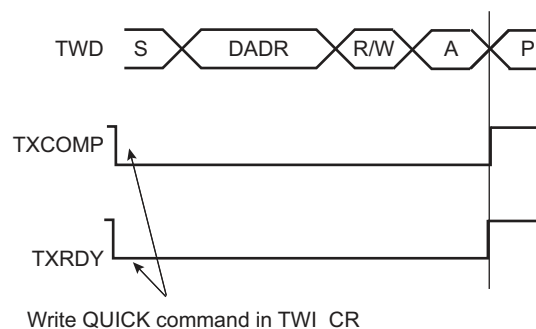 TWD S DADR R/W A P
TXCOMP
TXRDY
Write QUICK command in TWI_CR